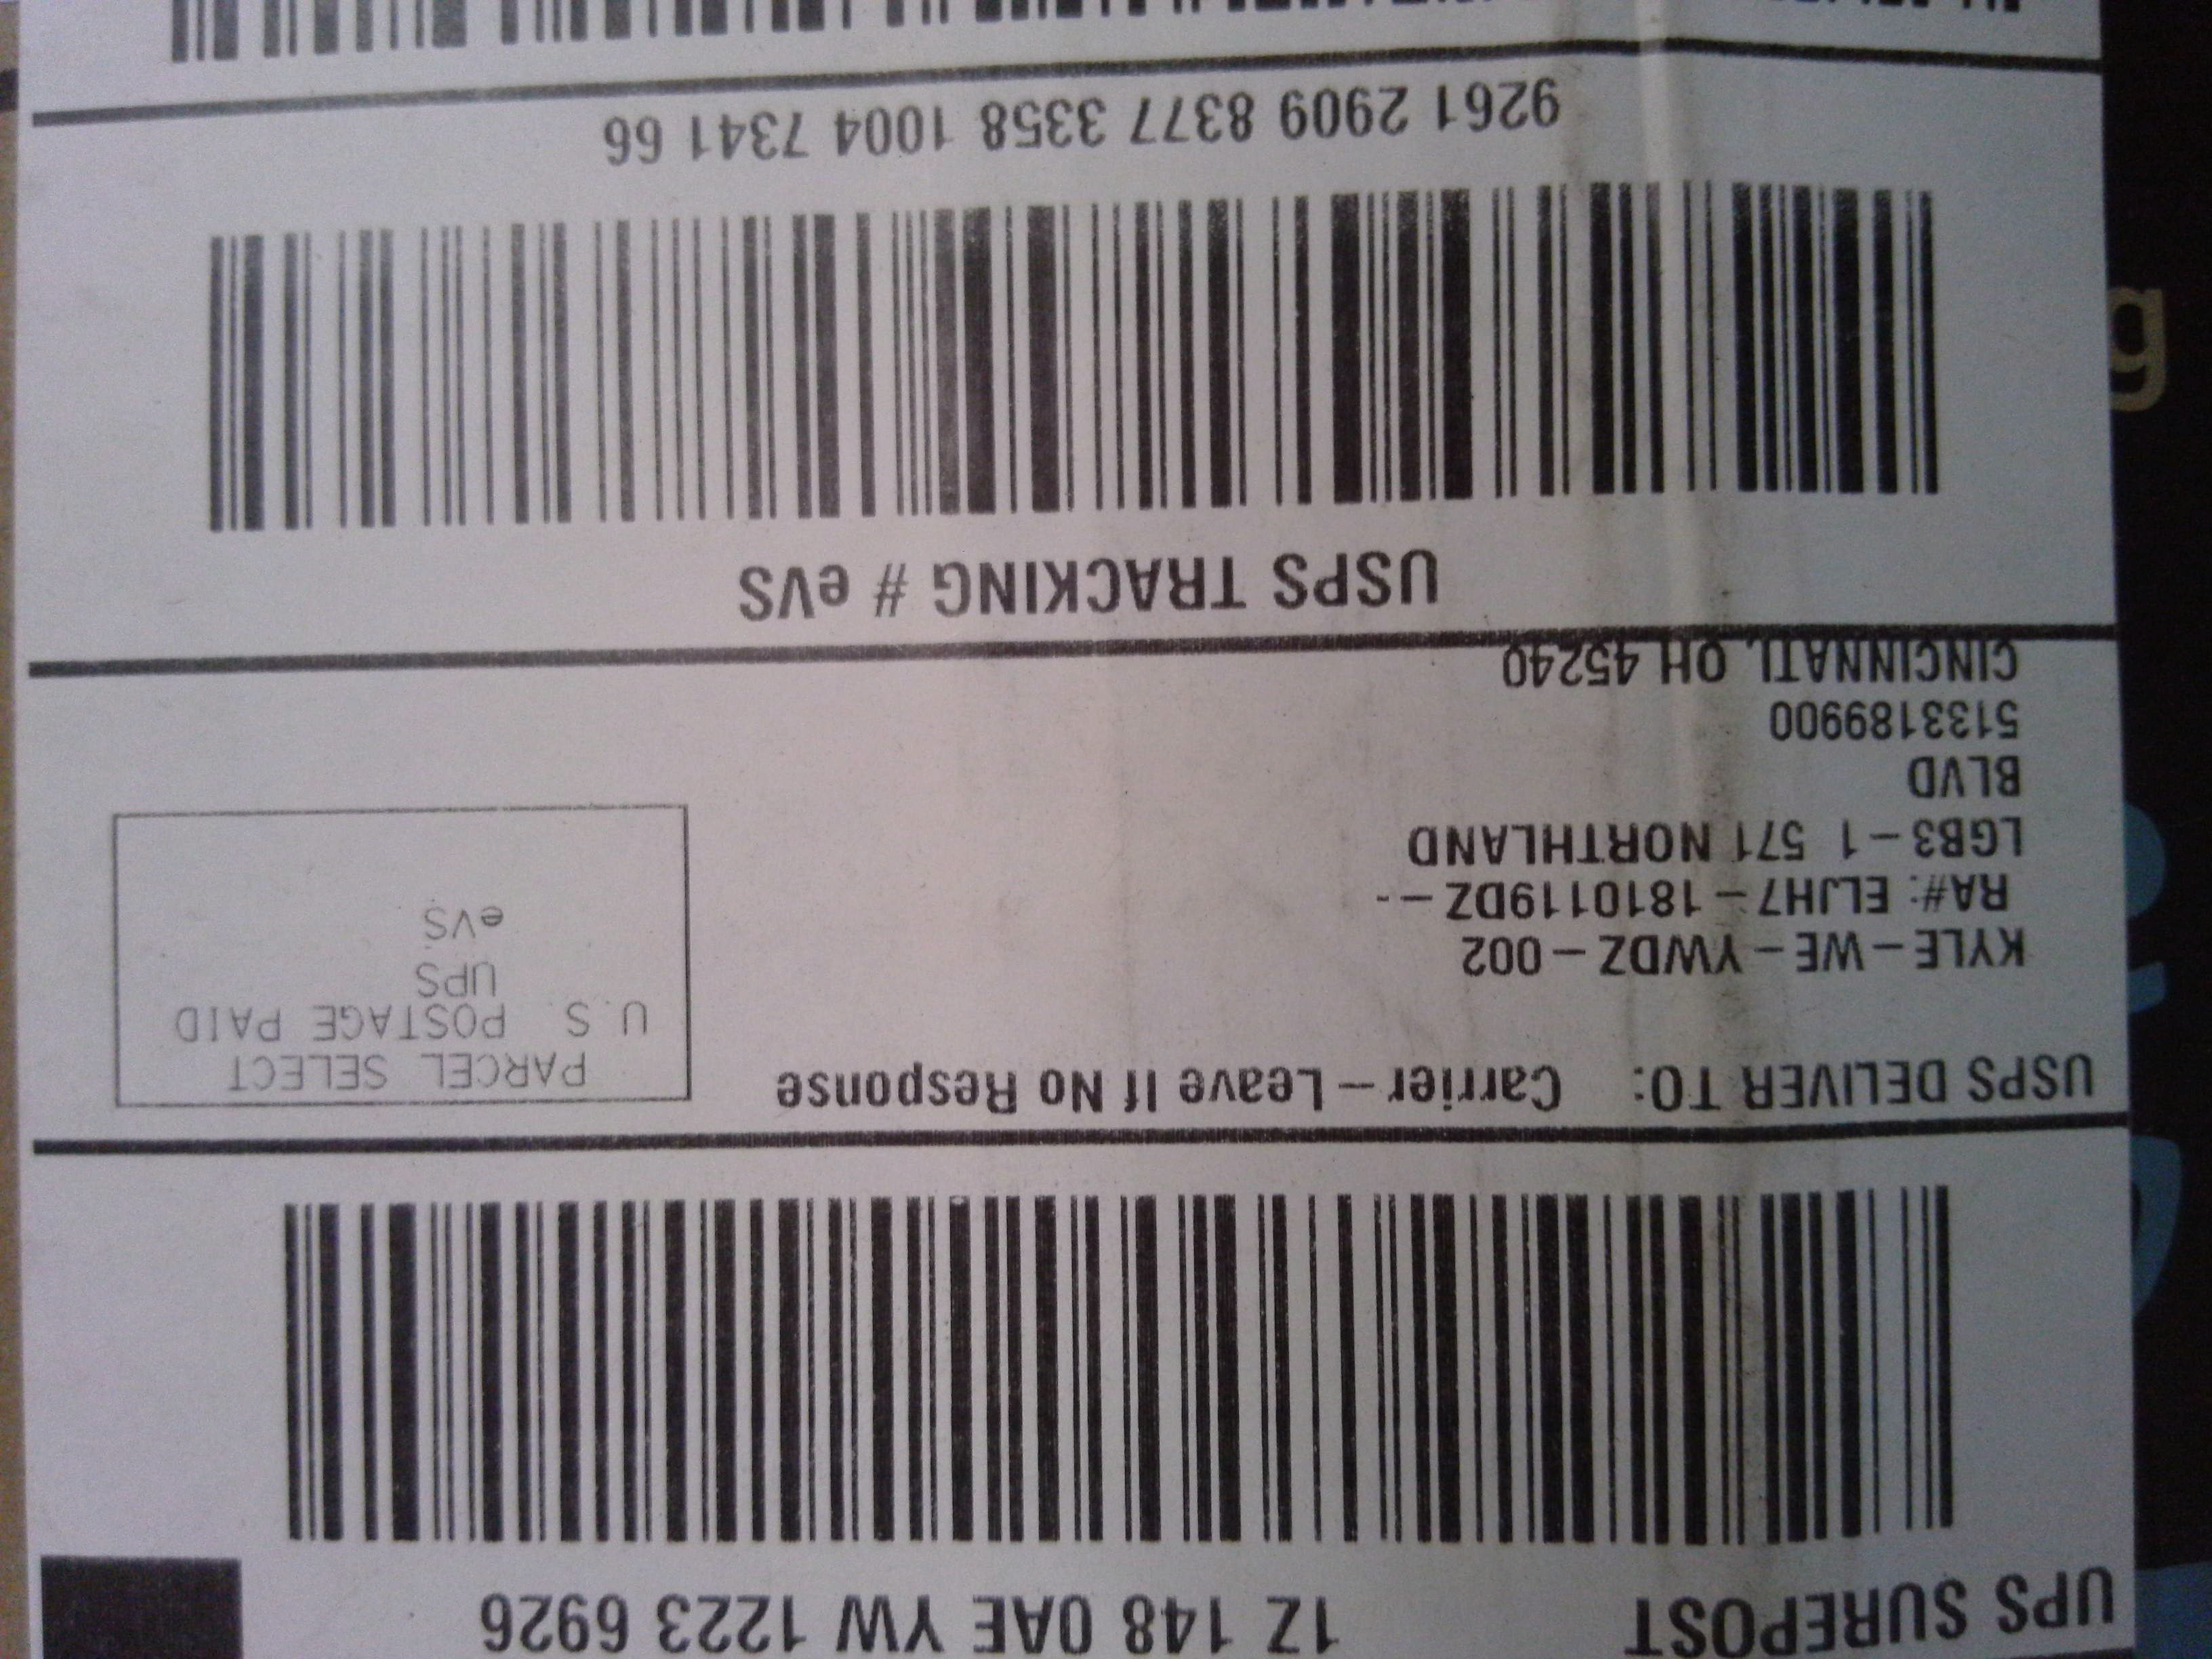 UPS SUREPOST 1Z 148 0AE YW 1223 6926
USPS DELIVER TO: Carrier – Leave If No Response
KYLE – WE – YWDZ – 002
RA#: ELJH7 – 1810119DZ – -
LGB3 – 1 571 NORTHLAND
BLVD
5133189900
CINCINNATI, OH 45240
PARCEL SELECT
U.S. POSTAGE PAID
UPS
eVS
USPS TRACKING # eVS
9261 2909 8377 3358 1004 7341 66
g